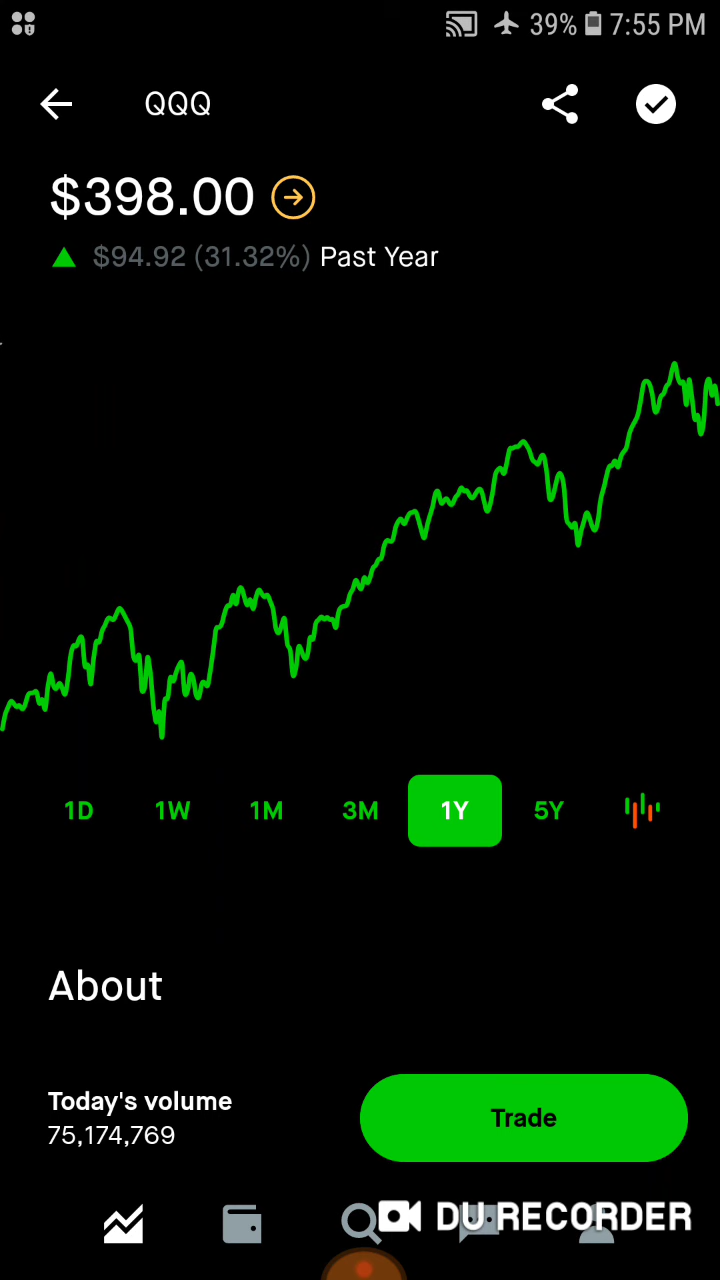 39% 7:55 PM
QQQ
$398.00
$94.92 (31.32%) Past Year
1D 1W 1M 3M 1Y 5Y
About
Today's volume
75,174,769
Trade
DU RECORDER